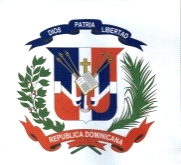 DIOS PATRIA LIBERTAD
REPUBLICA DOMINICANA